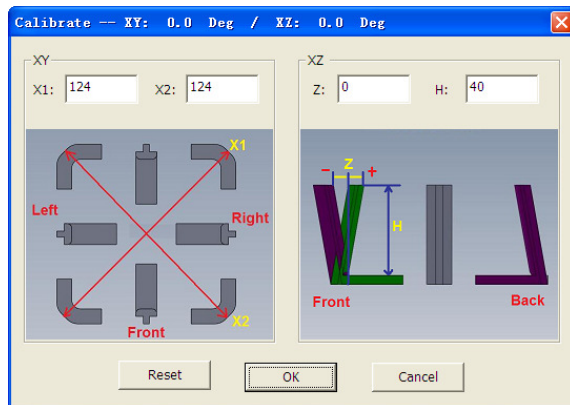 Calibrate -- XY: 0.0 Deg / XZ: 0.0 Deg
XY
X1: 124 X2: 124
X1
Left
Right
X2
Front
XZ
Z: 0 H: 40
- Z +
H
Front
Back
Reset
OK
Cancel